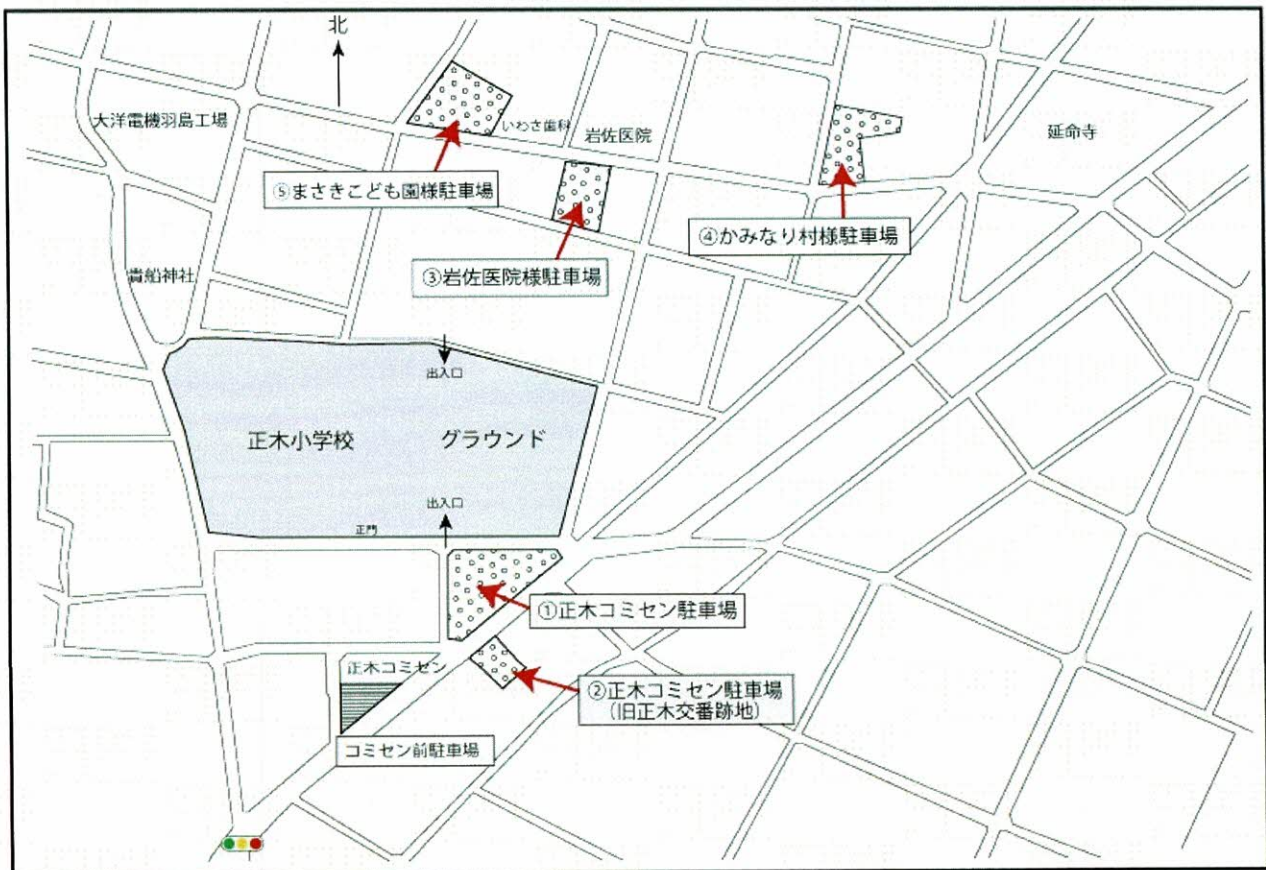 北
大洋電機羽島工場
いわさ歯科
岩佐医院
延命寺
⑤まさきこども園様駐車場
④かみなり村様駐車場
③岩佐医院様駐車場
貴船神社
出入口
正木小学校
グラウンド
出入口
正門
①正木コミセン駐車場
正木コミセン
②正木コミセン駐車場
(旧正木交番跡地)
コミセン前駐車場